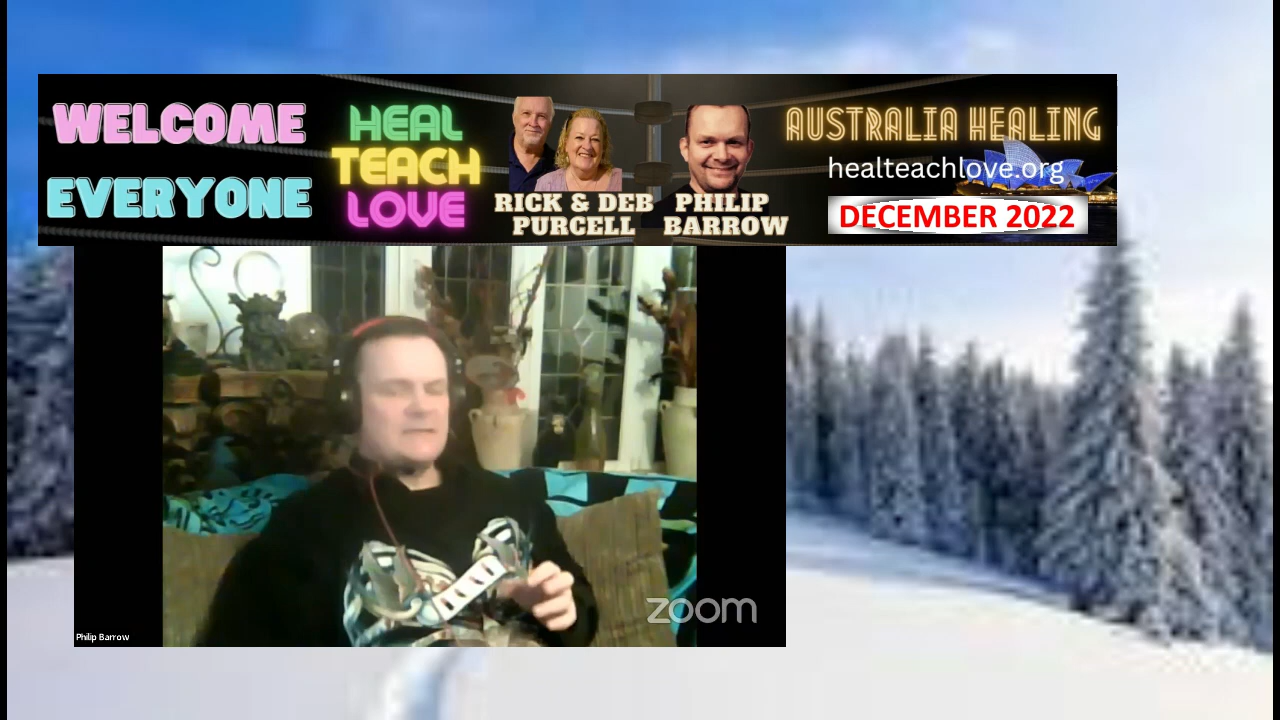 WELCOME
EVERYONE
HEAL
TEACH
LOVE
RICK & DEB
PURCELL
PHILIP
BARROW
AUSTRALIA HEALING
healteachlove.org
DECEMBER 2022
zoom
Philip Barrow